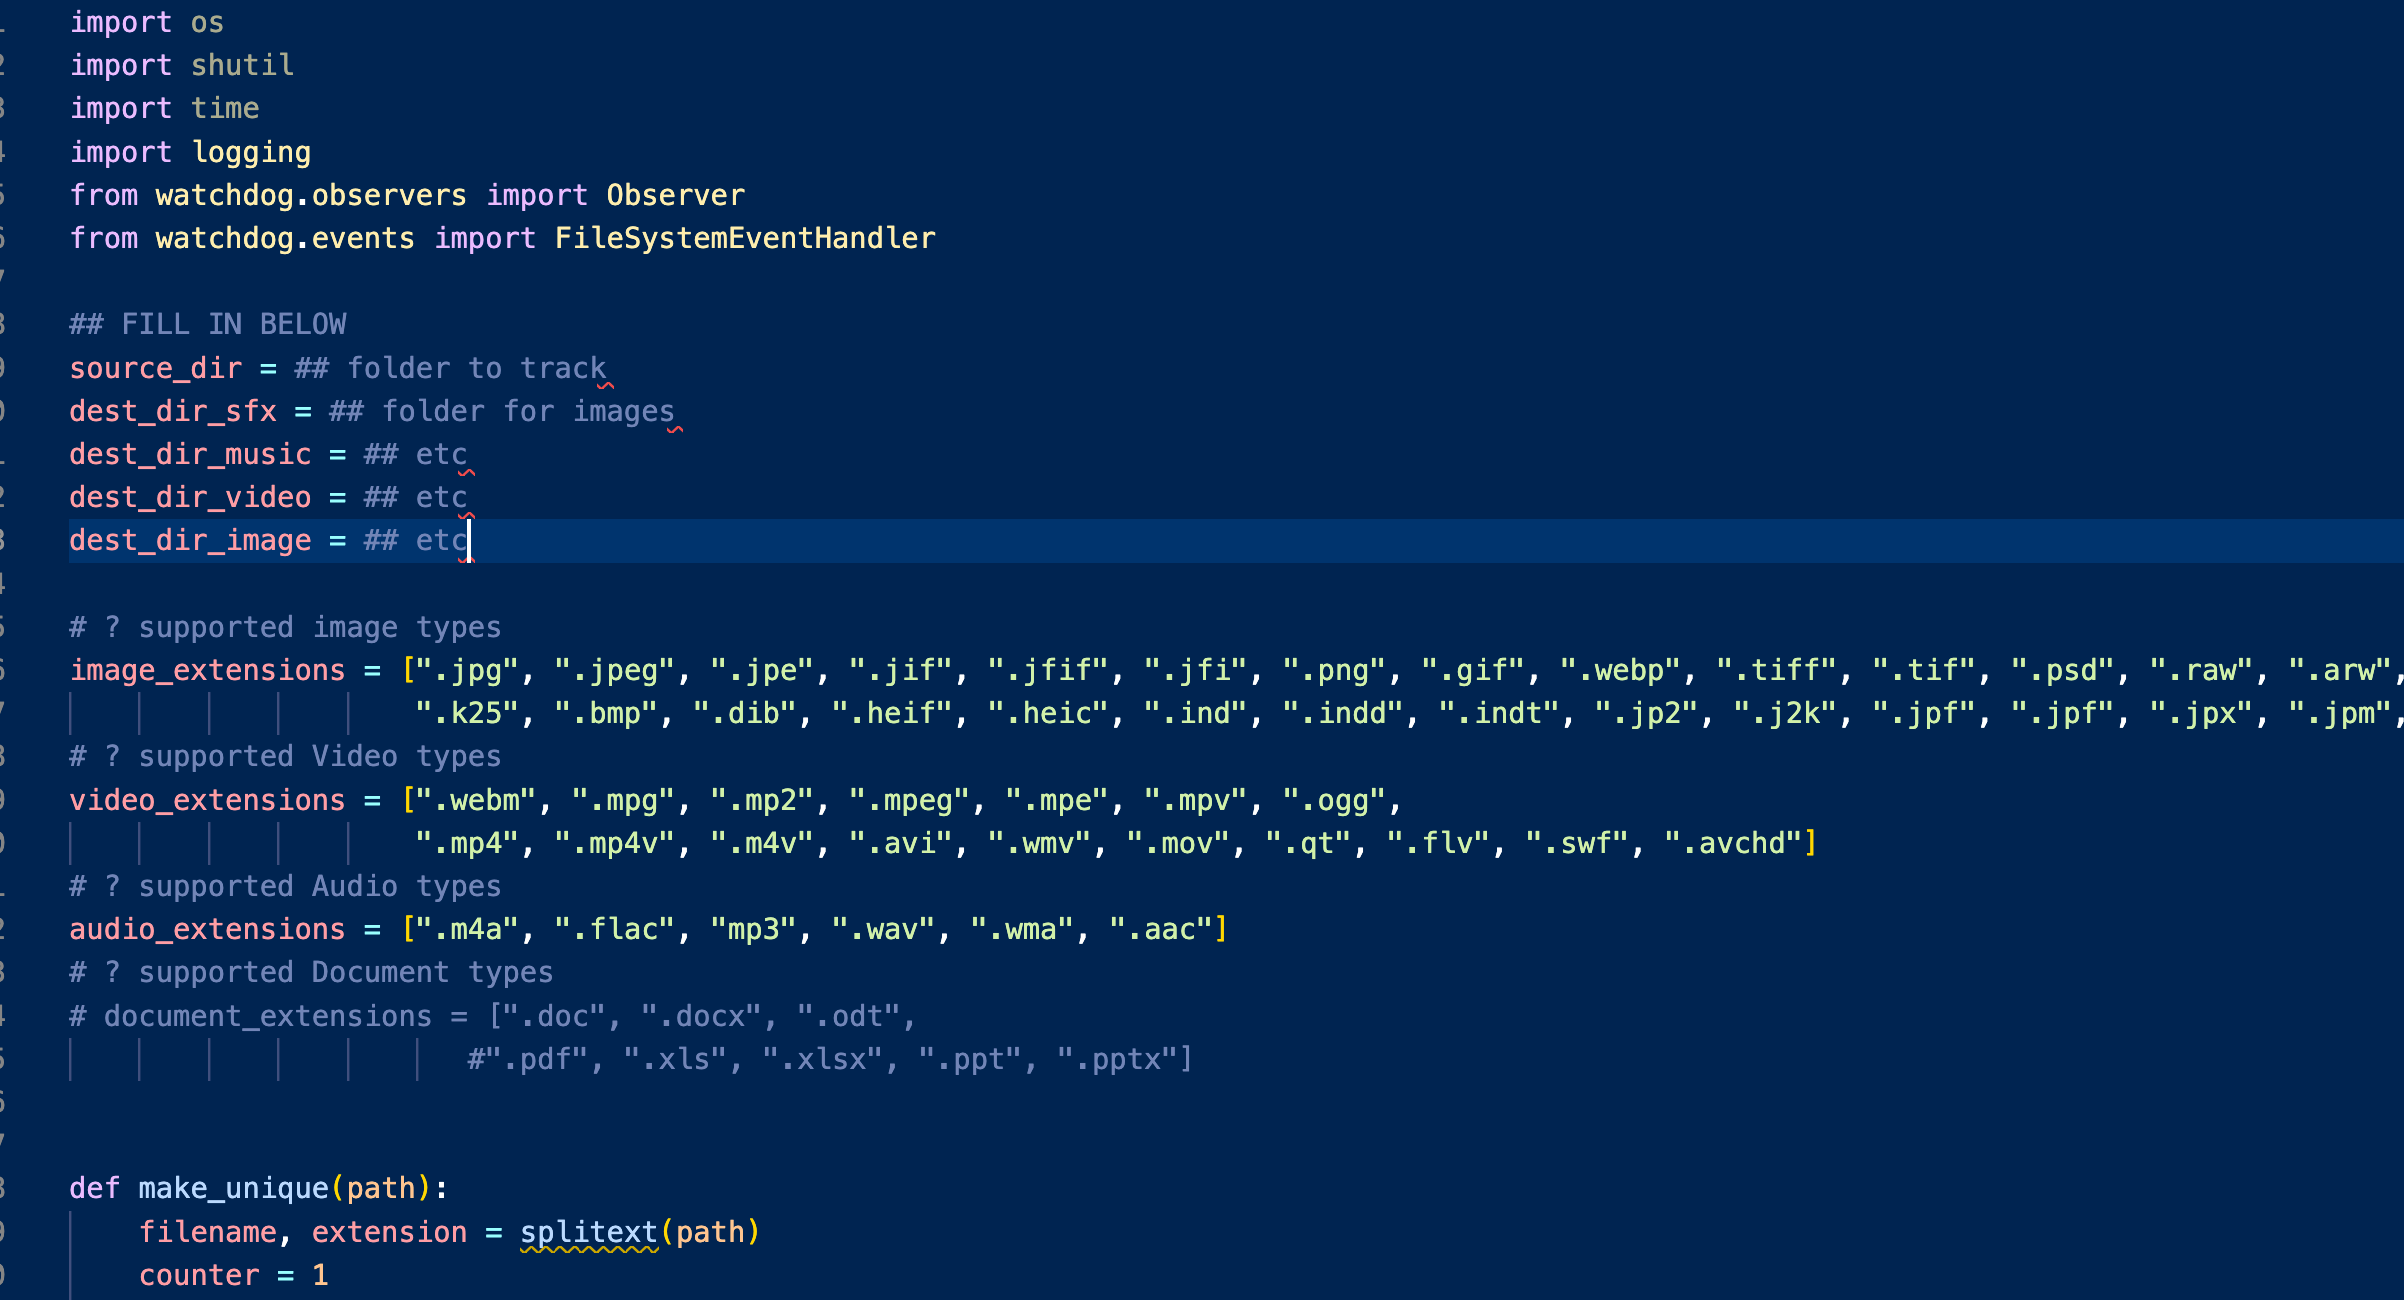 import os
import shutil
import time
import logging
from watchdog.observers import Observer
from watchdog.events import FileSystemEventHandler
## FILL IN BELOW
source_dir = ## folder to track
dest_dir_sfx = ## folder for images
dest_dir_music = ## etc
dest_dir_video = ## etc
dest_dir_image = ## etc
# ? supported image types
image_extensions = [".jpg", ".jpeg", ".jpe", ".jif", ".jfif", ".jfi", ".png", ".gif", ".webp", ".tiff", ".tif", ".psd", ".raw", ".arw",
".k25", ".bmp", ".dib", ".heif", ".heic", ".ind", ".indd", ".indt", ".jp2", ".j2k", ".jpf", ".jpf", ".jpx", ".jpm",
# ? supported Video types
video_extensions = [".webm", ".mpg", ".mp2", ".mpeg", ".mpe", ".mpv", ".ogg",
".mp4", ".mp4v", ".m4v", ".avi", ".wmv", ".mov", ".qt", ".flv", ".swf", ".avchd"]
# ? supported Audio types
audio_extensions = [".m4a", ".flac", "mp3", ".wav", ".wma", ".aac"]
# ? supported Document types
# document_extensions = [".doc", ".docx", ".odt",
#".pdf", ".xls", ".xlsx", ".ppt", ".pptx"]
def make_unique(path):
filename, extension = splitext(path)
counter = 1